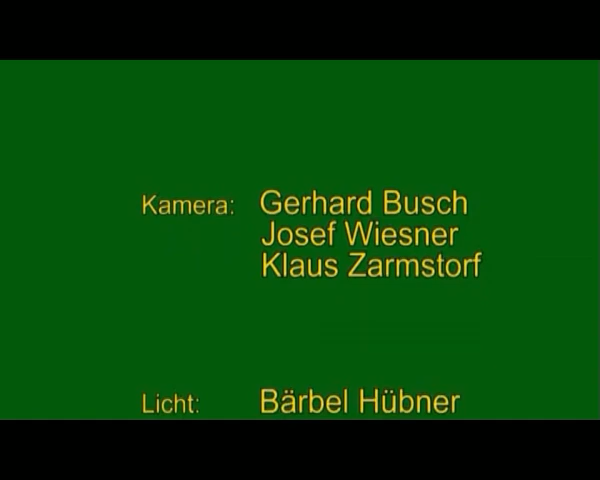 Kamera: Gerhard Busch
Josef Wiesner
Klaus Zarmstorf
Licht: Bärbel Hübner